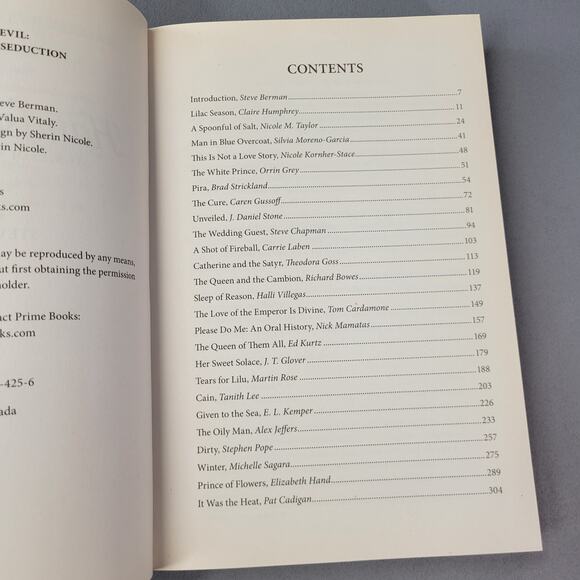 EVIL:
SEDUCTION
eve Berman.
Valua Vitaly.
ign by Sherin Nicole.
rin Nicole.
s
ks.com
may be reproduced by any means,
ut first obtaining the permission
holder.
act Prime Books:
ks.com
-425-6
ada
CONTENTS
Introduction, Steve Berman 7
Lilac Season, Claire Humphrey 11
A Spoonful of Salt, Nicole M. Taylor 24
Man in Blue Overcoat, Silvia Moreno-Garcia 41
This Is Not a Love Story, Nicole Kornher-Stace 48
The White Prince, Orrin Grey 51
Pira, Brad Strickland 54
The Cure, Caren Gussoff 72
Unveiled, J. Daniel Stone 81
The Wedding Guest, Steve Chapman 94
A Shot of Fireball, Carrie Laben 103
Catherine and the Satyr, Theodora Goss 113
The Queen and the Cambion, Richard Bowes 119
Sleep of Reason, Halli Villegas 137
The Love of the Emperor Is Divine, Tom Cardamone 149
Please Do Me: An Oral History, Nick Mamatas 157
The Queen of Them All, Ed Kurtz 169
Her Sweet Solace, J. T. Glover 179
Tears for Lilu, Martin Rose 188
Cain, Tanith Lee 203
Given to the Sea, E. L. Kemper 226
The Oily Man, Alex Jeffers 233
Dirty, Stephen Pope 257
Winter, Michelle Sagara 275
Prince of Flowers, Elizabeth Hand 289
It Was the Heat, Pat Cadigan 304